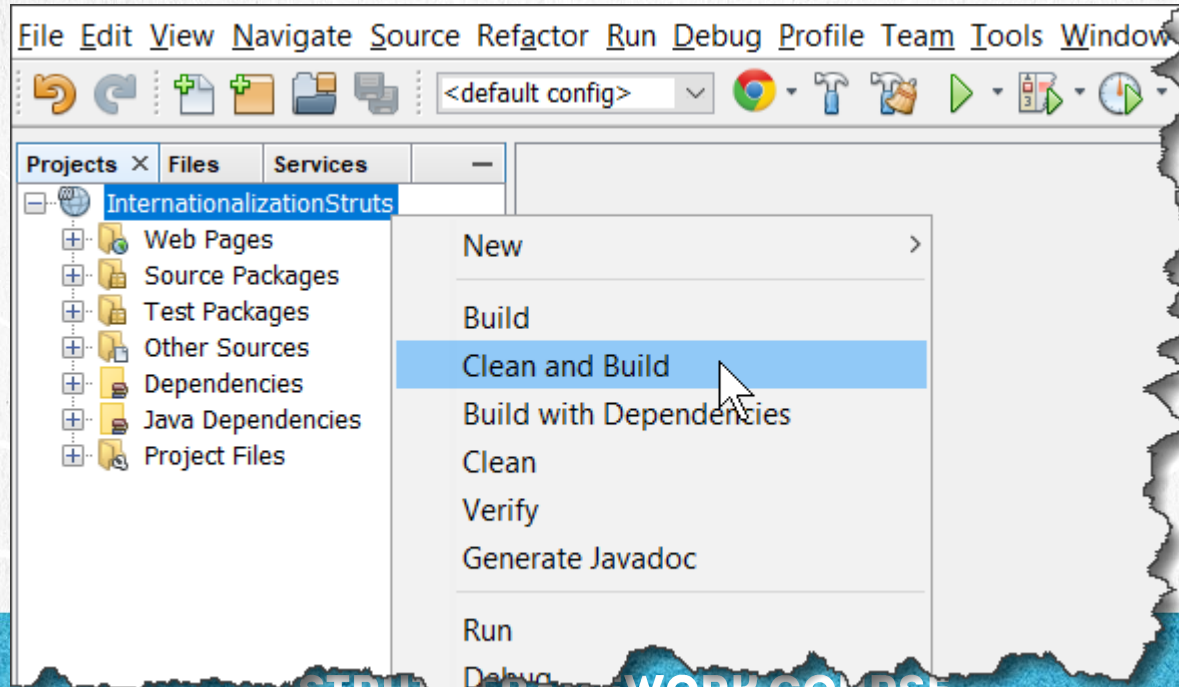 File Edit View Navigate Source Refactor Run Debug Profile Team Tools Window
<default config>
Projects × Files Services
InternationalizationStruts
Web Pages
Source Packages
Test Packages
Other Sources
Dependencies
Java Dependencies
Project Files
New
Build
Clean and Build
Build with Dependencies
Clean
Verify
Generate Javadoc
Run
Debug